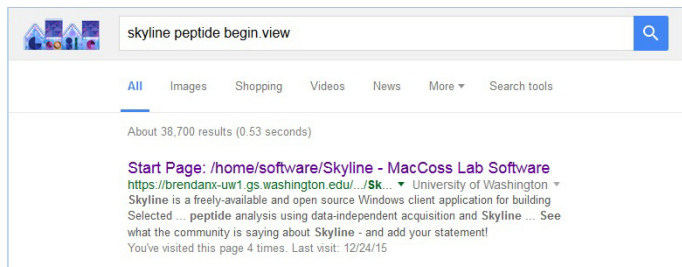 Google
skyline peptide begin.view
All Images Shopping Videos News More Search tools
About 38,700 results (0.53 seconds)
Start Page: /home/software/Skyline - MacCoss Lab Software
https://brendanx-uw1.gs.washington.edu/.../Sk... University of Washington
Skyline is a freely-available and open source Windows client application for building
Selected ... peptide analysis using data-independent acquisition and Skyline ... See
what the community is saying about Skyline - and add your statement!
You've visited this page 4 times. Last visit: 12/24/15